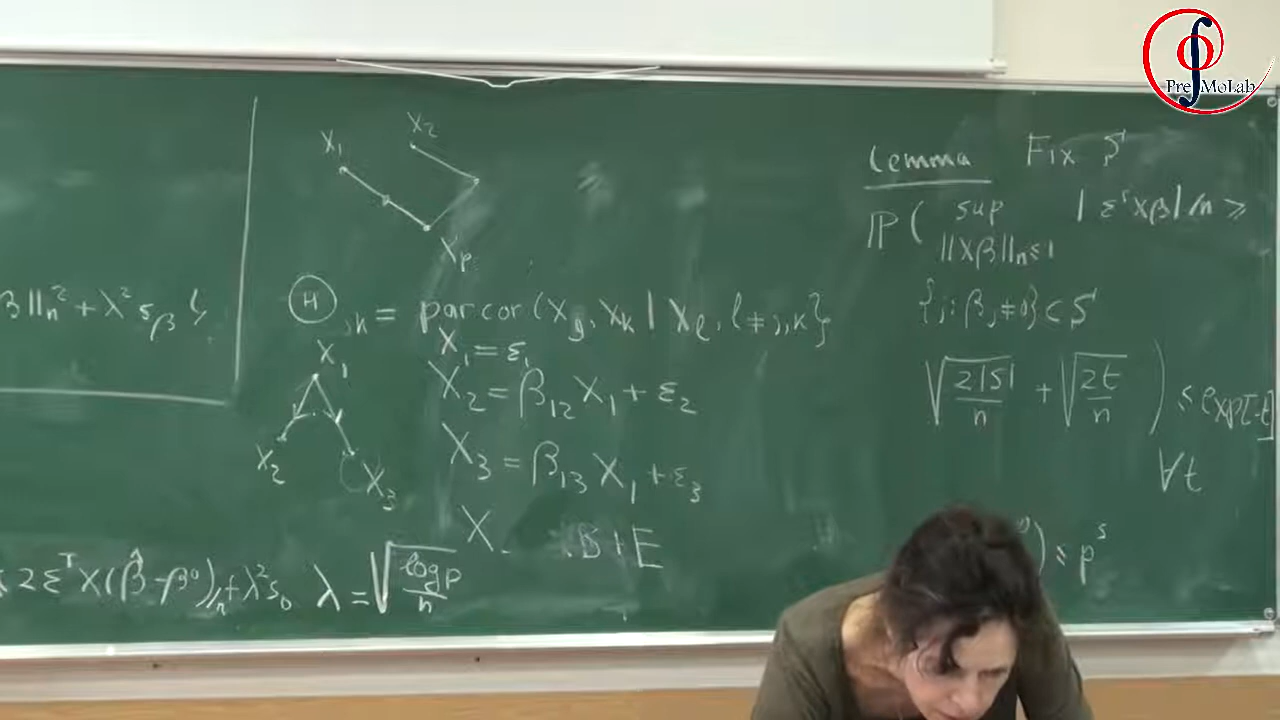 β‖ₙ² + λ² s_β }
2εᵀX(β̂-β⁰)/n + λ²s₀ λ = √(log p / n)
X₁ X₂
Xₚ
Ⓗ ,ₖ = parcor(Xⱼ, Xₖ | Xₗ, l ≠ j, k}
X₁
X₂ X₃
X₁ = ε₁
X₂ = β₁₂ X₁ + ε₂
X₃ = β₁₃ X₁ + ε₃
X B + E
Lemma Fix S
ℙ( sup | εᵀXβ | /n ≥
‖Xβ‖ₙ ≤ 1
{j : βⱼ ≠ 0} ⊂ S
√(2|S| / n) + √(2t / n) ) ≤ exp[-t]
∀t
) ≤ pˢ
PreMoLab